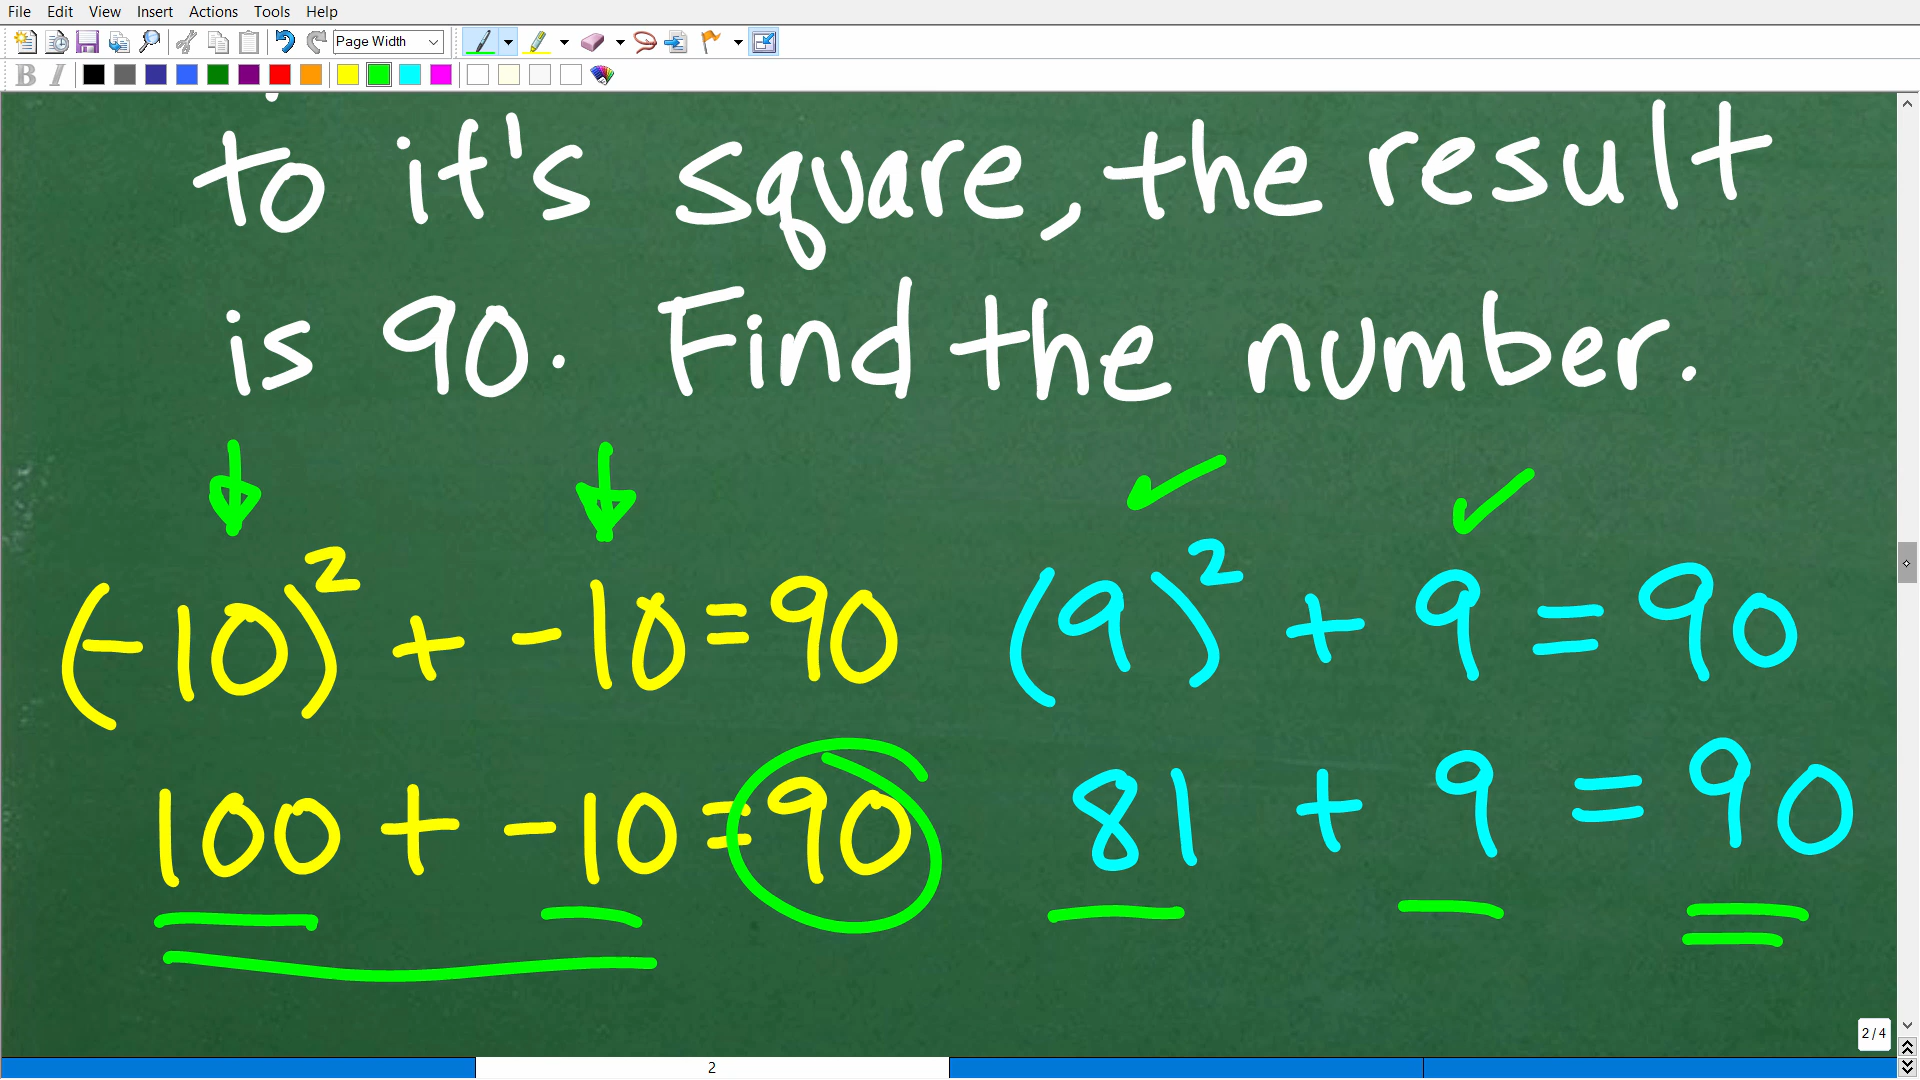 File Edit View Insert Actions Tools Help
Page Width
B I
to it's square, the result
is 90. Find the number.
(-10)² + -10=90 (9)² + 9 = 90
100 + -10=90 81 + 9 = 90
2/4
2